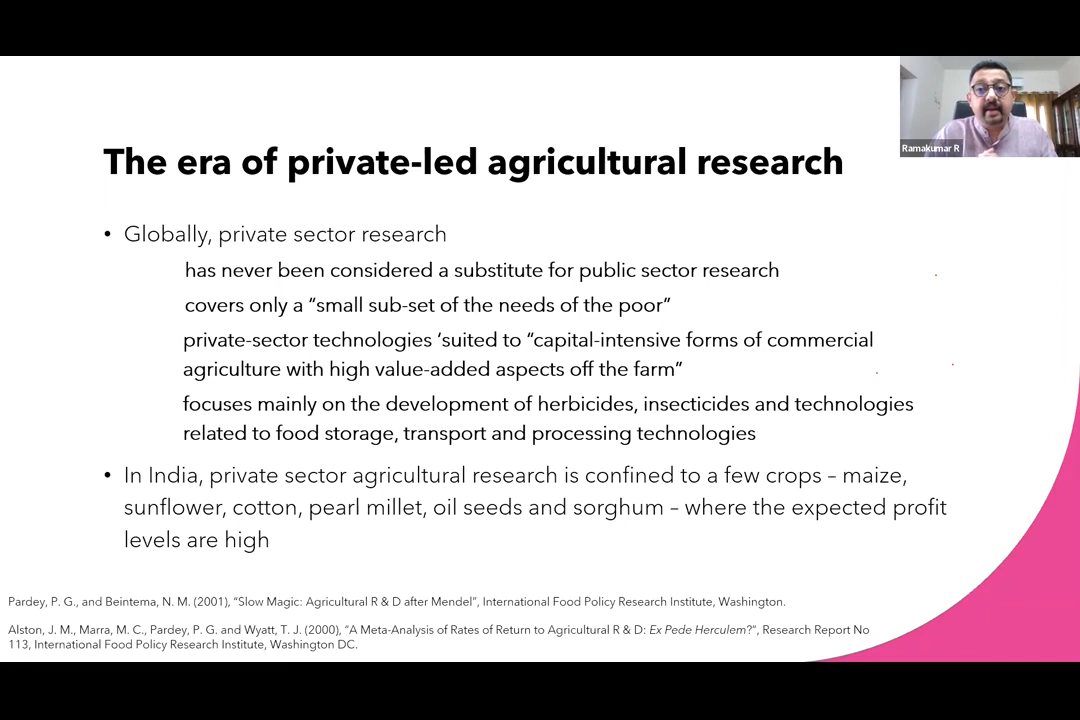 Ramakumar R
The era of private-led agricultural research
• Globally, private sector research
has never been considered a substitute for public sector research
covers only a “small sub-set of the needs of the poor”
private-sector technologies ‘suited to “capital-intensive forms of commercial
agriculture with high value-added aspects off the farm”
focuses mainly on the development of herbicides, insecticides and technologies
related to food storage, transport and processing technologies
• In India, private sector agricultural research is confined to a few crops – maize,
sunflower, cotton, pearl millet, oil seeds and sorghum – where the expected profit
levels are high
Pardey, P. G., and Beintema, N. M. (2001), “Slow Magic: Agricultural R & D after Mendel”, International Food Policy Research Institute, Washington.
Alston, J. M., Marra, M. C., Pardey, P. G. and Wyatt, T. J. (2000), “A Meta-Analysis of Rates of Return to Agricultural R & D: Ex Pede Herculem?”, Research Report No
113, International Food Policy Research Institute, Washington DC.